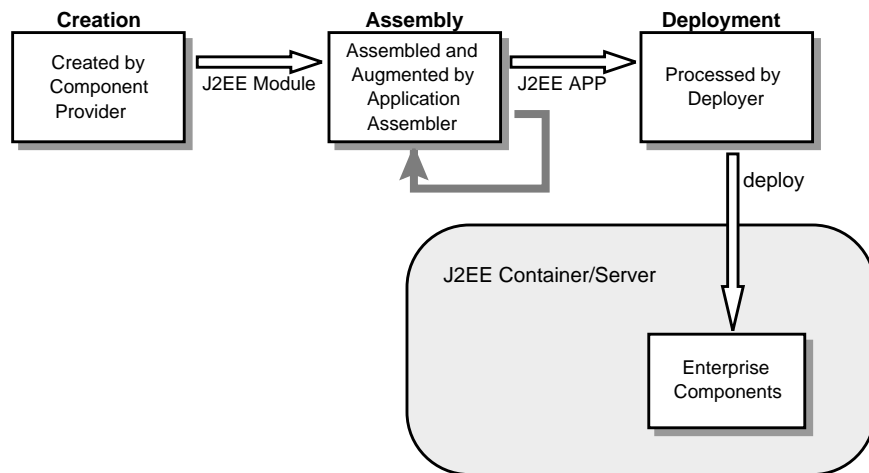 Creation
Created by
Component
Provider
J2EE Module
Assembly
Assembled and
Augmented by
Application
Assembler
J2EE APP
Deployment
Processed by
Deployer
deploy
J2EE Container/Server
Enterprise
Components